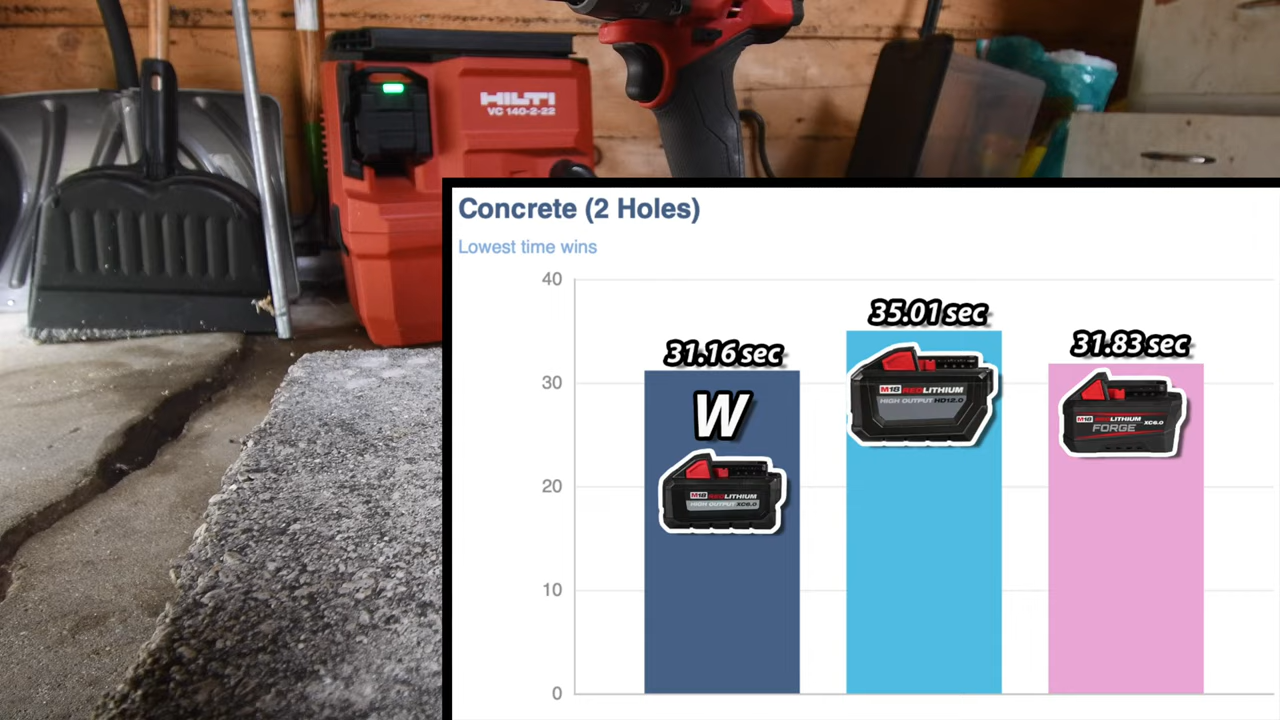 HILTI
VC 140-2-22
Concrete (2 Holes)
Lowest time wins
40
30
20
10
0
31.16 sec
W
M18 REDLITHIUM
HIGH OUTPUT XC6.0
35.01 sec
M18 REDLITHIUM
HIGH OUTPUT HD12.0
31.83 sec
M18 REDLITHIUM
XC6.0
FORGE